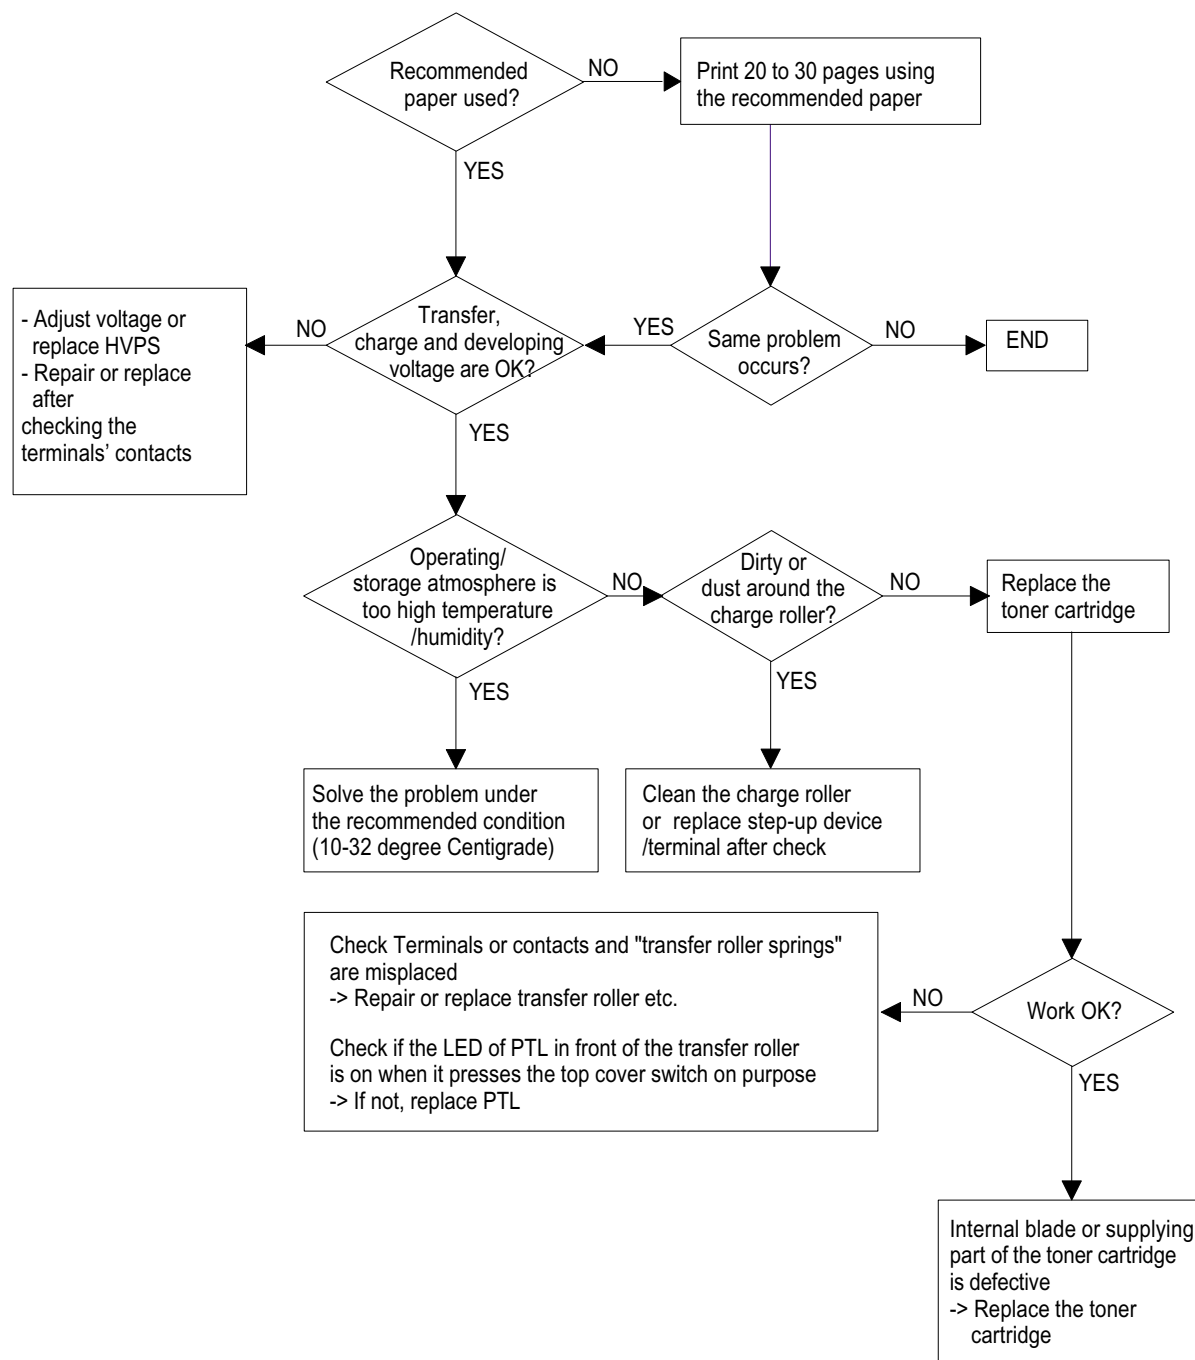 Recommended
paper used?
NO
Print 20 to 30 pages using
the recommended paper
YES
- Adjust voltage or
replace HVPS
- Repair or replace
after
checking the
terminals’ contacts
NO
Transfer,
charge and developing
voltage are OK?
YES
Same problem
occurs?
NO
END
YES
Operating/
storage atmosphere is
too high temperature
/humidity?
NO
Dirty or
dust around the
charge roller?
NO
Replace the
toner cartridge
YES
YES
Solve the problem under
the recommended condition
(10-32 degree Centigrade)
Clean the charge roller
or replace step-up device
/terminal after check
Check Terminals or contacts and "transfer roller springs"
are misplaced
-> Repair or replace transfer roller etc.
Check if the LED of PTL in front of the transfer roller
is on when it presses the top cover switch on purpose
-> If not, replace PTL
NO
Work OK?
YES
Internal blade or supplying
part of the toner cartridge
is defective
-> Replace the toner
cartridge